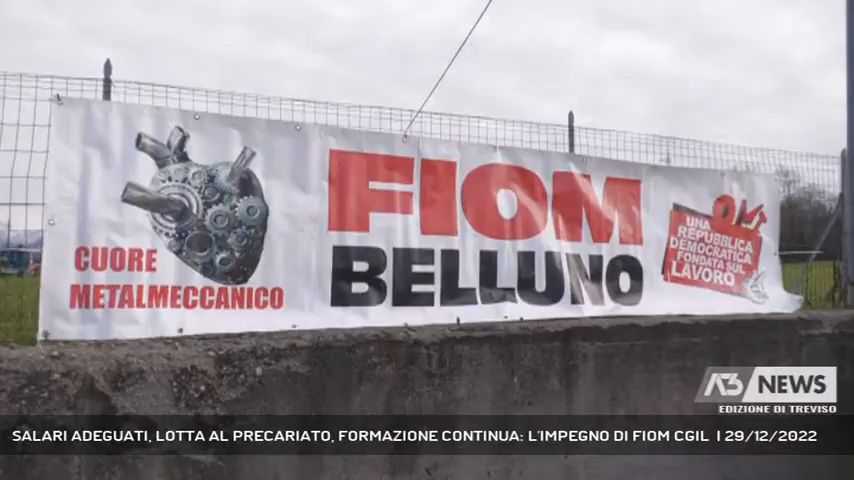 CUORE
METALMECCANICO
FIOM
BELLUNO
UNA
REPUBBLICA
DEMOCRATICA
FONDATA SUL
LAVORO
A3 NEWS
EDIZIONE DI TREVISO
SALARI ADEGUATI, LOTTA AL PRECARIATO, FORMAZIONE CONTINUA: L'IMPEGNO DI FIOM CGIL | 29/12/2022